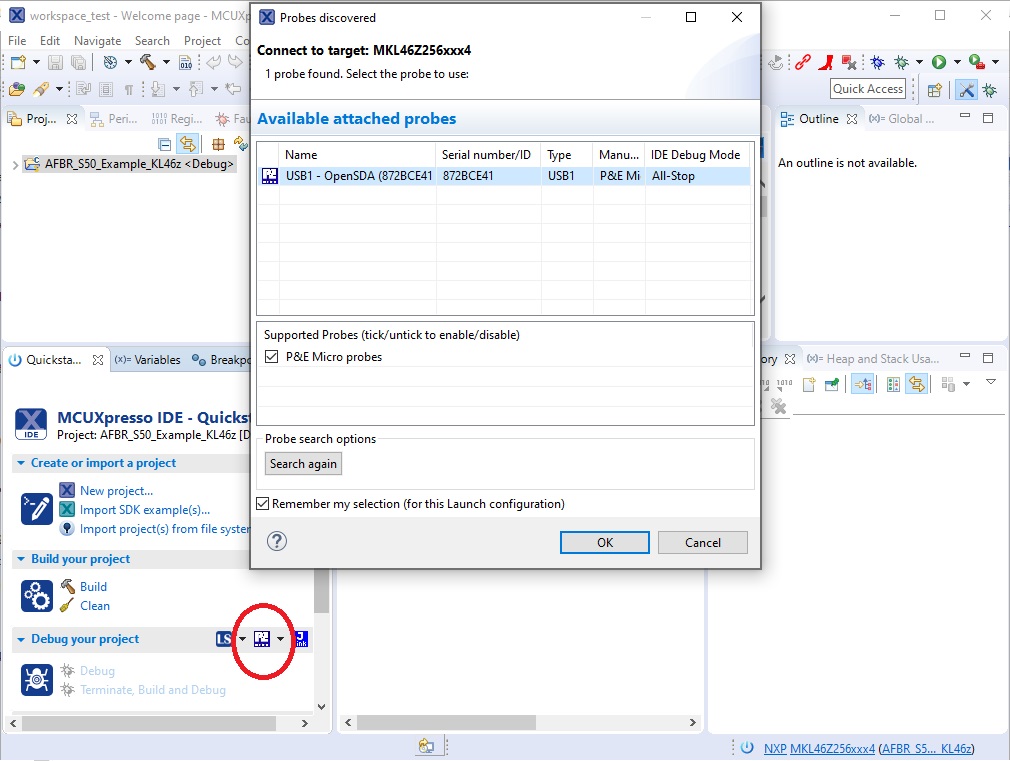 workspace_test - Welcome page - MCUXp
File Edit Navigate Search Project Co
Quick Access
Proj... Peri... Regi... Fau
AFBR_S50_Example_KL46z <Debug>
Outline Global ...
An outline is not available.
Probes discovered
Connect to target: MKL46Z256xxx4
1 probe found. Select the probe to use:
Available attached probes
Name Serial number/ID Type Manu... IDE Debug Mode
USB1 - OpenSDA (872BCE41 872BCE41 USB1 P&E Mi All-Stop
Supported Probes (tick/untick to enable/disable)
P&E Micro probes
Probe search options
Search again
Remember my selection (for this Launch configuration)
OK Cancel
Quicksta... (x)= Variables Breakpo
ory (x)= Heap and Stack Usa...
MCUXpresso IDE - Quickst
IDE
Project: AFBR_S50_Example_KL46z [D
Create or import a project
New project...
Import SDK example(s)...
Import project(s) from file syster
Build your project
Build
Clean
Debug your project LS
Debug
Terminate, Build and Debug
NXP MKL46Z256xxx4 (AFBR_S5... KL46z)